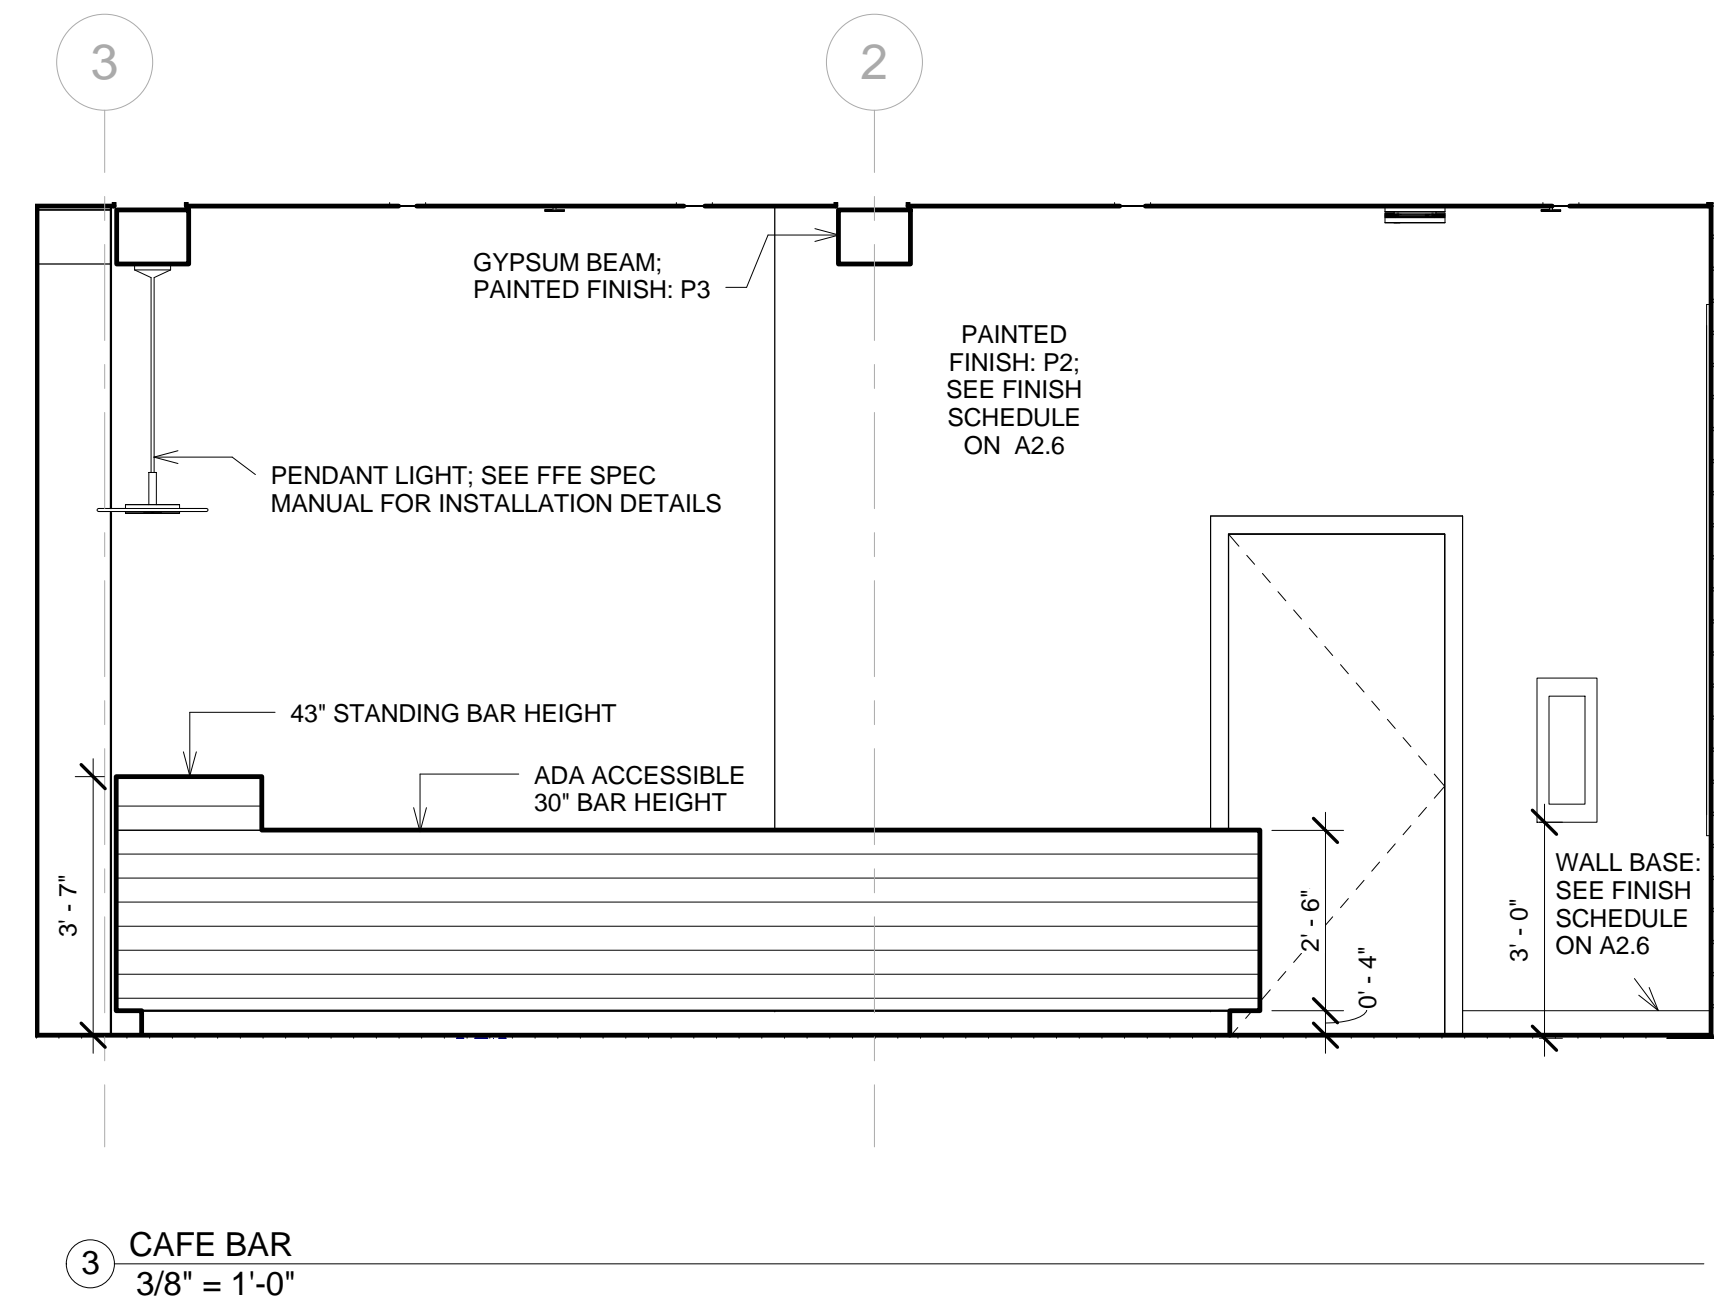 3
2
GYPSUM BEAM;
PAINTED FINISH: P3
PAINTED
FINISH: P2;
SEE FINISH
SCHEDULE
ON A2.6
PENDANT LIGHT; SEE FFE SPEC
MANUAL FOR INSTALLATION DETAILS
43" STANDING BAR HEIGHT
ADA ACCESSIBLE
30" BAR HEIGHT
3' - 7"
2' - 6"
0' - 4"
3' - 0"
WALL BASE:
SEE FINISH
SCHEDULE
ON A2.6
3
CAFE BAR
3/8" = 1'-0"